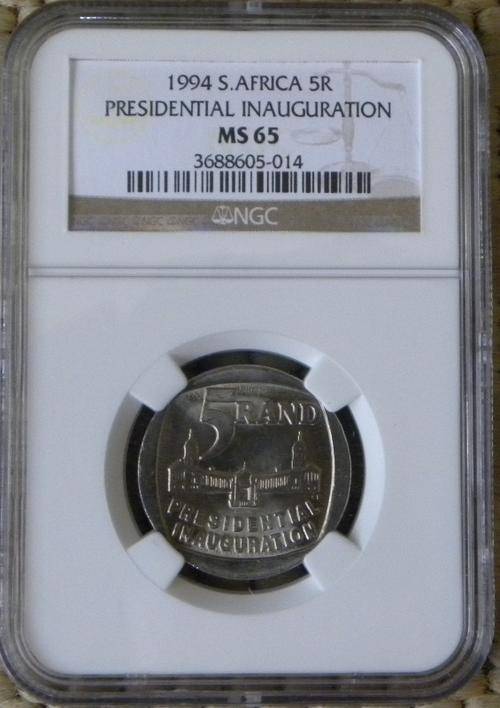 1994 S.AFRICA 5R
PRESIDENTIAL INAUGURATION
MS 65
3688605-014
NGC
5 RAND
PRESIDENTIAL
INAUGURATION